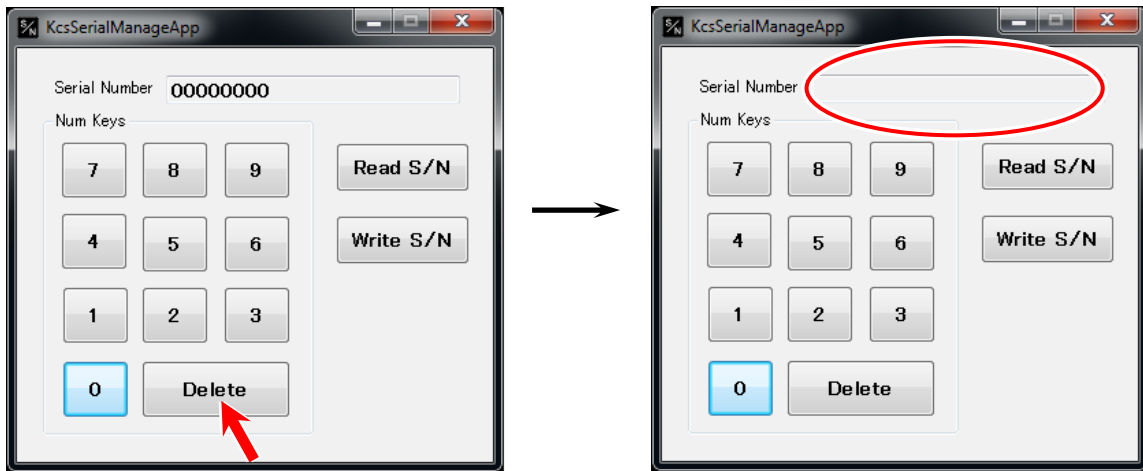 S/N KcsSerialManageApp
Serial Number 00000000
Num Keys
7 8 9 Read S/N
4 5 6 Write S/N
1 2 3
0 Delete
S/N KcsSerialManageApp
Serial Number
Num Keys
7 8 9 Read S/N
4 5 6 Write S/N
1 2 3
0 Delete